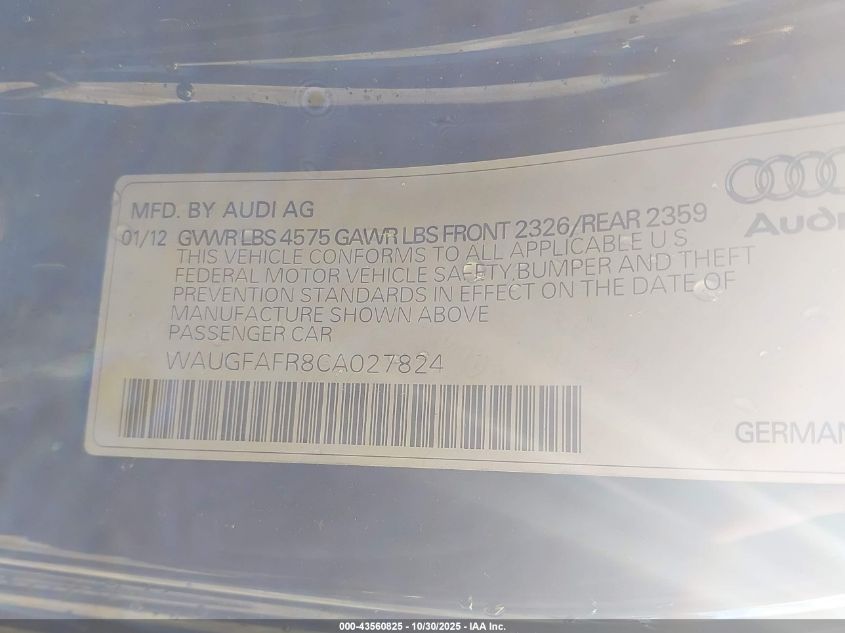 MFD. BY AUDI AG
01/12 GVWR LBS 4575 GAWR LBS FRONT 2326/REAR 2359
THIS VEHICLE CONFORMS TO ALL APPLICABLE U S
FEDERAL MOTOR VEHICLE SAFETY, BUMPER AND THEFT
PREVENTION STANDARDS IN EFFECT ON THE DATE OF
MANUFACTURE SHOWN ABOVE
PASSENGER CAR
WAUGFAFR8CA027824
Audi
GERMAN
000-43560825 - 10/30/2025 - IAA Inc.